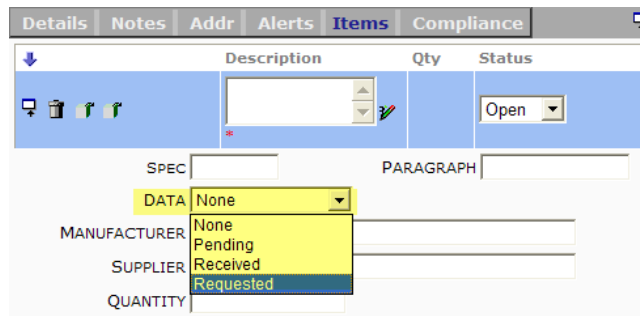 Details Notes Addr Alerts Items Compliance
Description Qty Status
Open
*
SPEC PARAGRAPH
DATA None
None
MANUFACTURER
Pending
SUPPLIER Received
Requested
QUANTITY